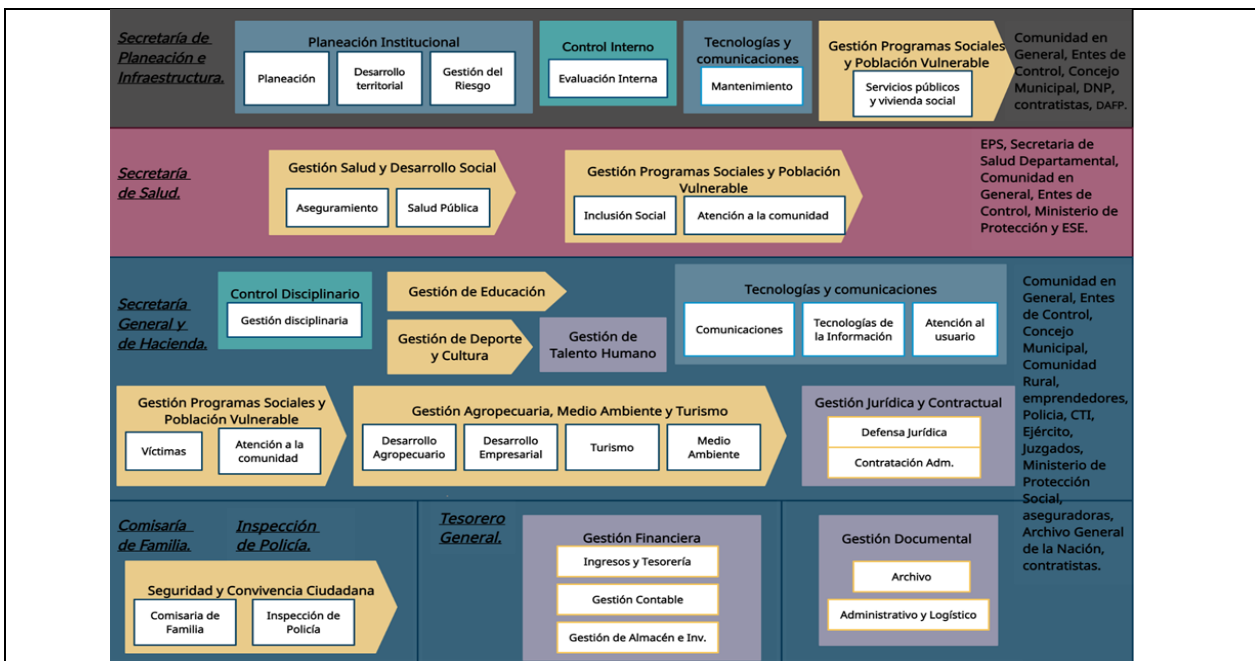 Secretaría de
Planeación e
Infraestructura.
Planeación Institucional
Planeación
Desarrollo
territorial
Gestión del
Riesgo
Control Interno
Evaluación Interna
Tecnologías y
comunicaciones
Mantenimiento
Gestión Programas Sociales
y Población Vulnerable
Servicios públicos
y vivienda social
Comunidad en
General, Entes de
Control, Concejo
Municipal, DNP,
contratistas, DAFP.
Secretaría
de Salud.
Gestión Salud y Desarrollo Social
Aseguramiento
Salud Pública
Gestión Programas Sociales y Población
Vulnerable
Inclusión Social
Atención a la comunidad
EPS, Secretaria de
Salud Departamental,
Comunidad en
General, Entes de
Control, Ministerio de
Protección y ESE.
Secretaría
General y
de Hacienda.
Control Disciplinario
Gestión disciplinaria
Gestión de Educación
Gestión de Deporte
y Cultura
Gestión de
Talento Humano
Tecnologías y comunicaciones
Comunicaciones
Tecnologías de
la Información
Atención al
usuario
Gestión Programas Sociales y
Población Vulnerable
Víctimas
Atención a la
comunidad
Gestión Agropecuaria, Medio Ambiente y Turismo
Desarrollo
Agropecuario
Desarrollo
Empresarial
Turismo
Medio
Ambiente
Gestión Jurídica y Contractual
Defensa Jurídica
Contratación Adm.
Comunidad en
General, Entes
de Control,
Concejo
Municipal,
Comunidad
Rural,
emprendedores,
Policia, CTI,
Ejército,
Juzgados,
Ministerio de
Protección
Social,
aseguradoras,
Archivo General
de la Nación,
contratistas.
Comisaría
de Familia.
Inspección
de Policía.
Seguridad y Convivencia Ciudadana
Comisaria de
Familia
Inspección de
Policía
Tesorero
General.
Gestión Financiera
Ingresos y Tesorería
Gestión Contable
Gestión de Almacén e Inv.
Gestión Documental
Archivo
Administrativo y Logístico